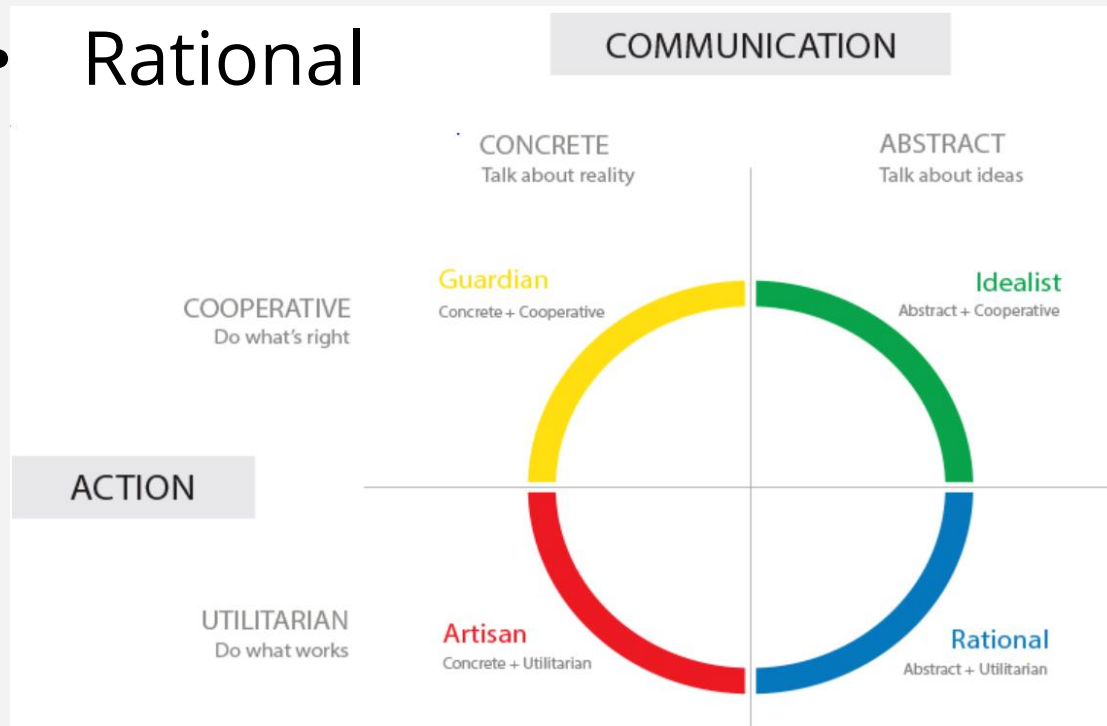 • Rational
COMMUNICATION
CONCRETE
Talk about reality
ABSTRACT
Talk about ideas
COOPERATIVE
Do what's right
Guardian
Concrete + Cooperative
Idealist
Abstract + Cooperative
ACTION
UTILITARIAN
Do what works
Artisan
Concrete + Utilitarian
Rational
Abstract + Utilitarian